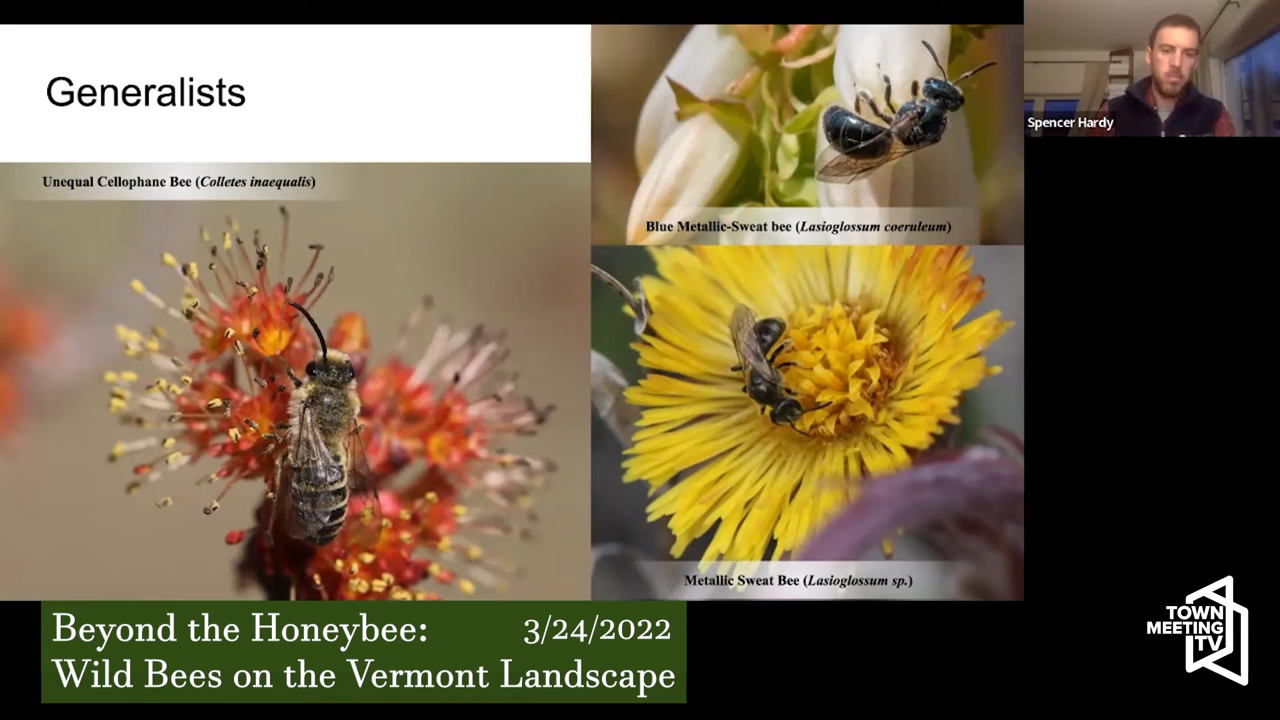 Generalists
Unequal Cellophane Bee (Colletes inaequalis)
Blue Metallic-Sweat bee (Lasioglossum coeruleum)
Metallic Sweat Bee (Lasioglossum sp.)
Spencer Hardy
Beyond the Honeybee: 3/24/2022
Wild Bees on the Vermont Landscape
TOWN
MEETING
TV